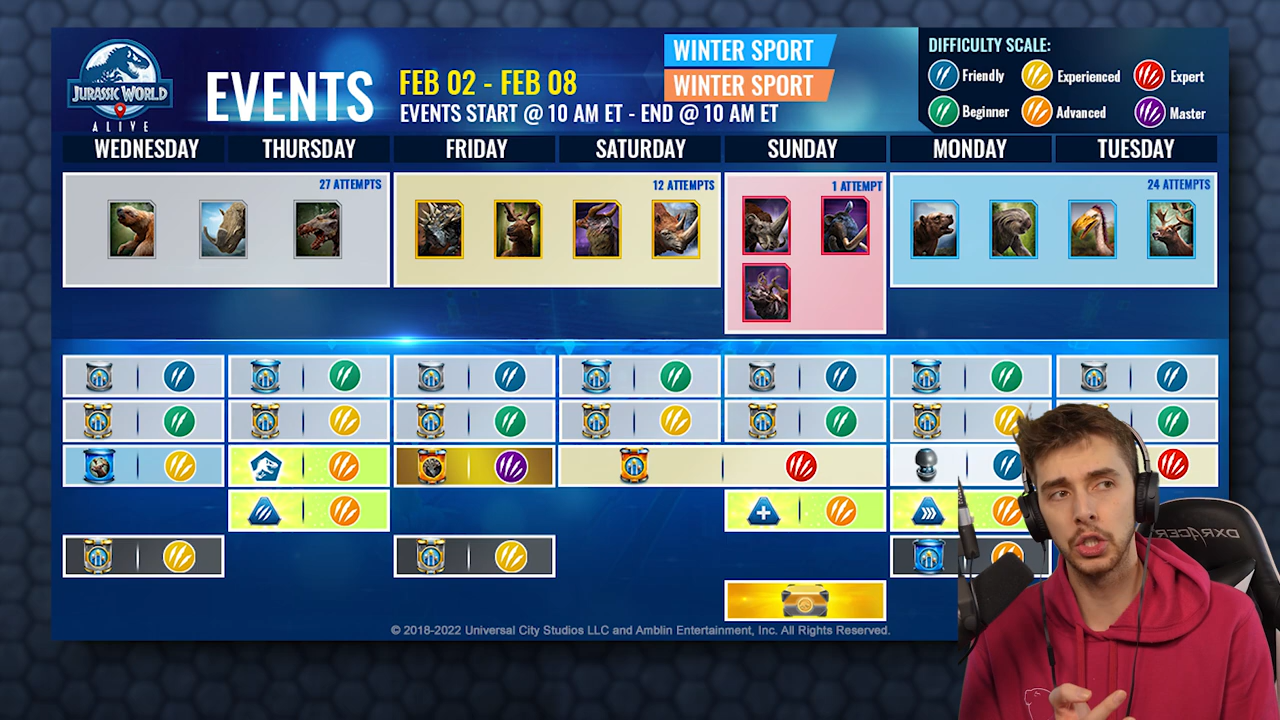 JURASSIC WORLD
ALIVE
EVENTS
FEB 02 - FEB 08
EVENTS START @ 10 AM ET - END @ 10 AM ET
WINTER SPORT
WINTER SPORT
DIFFICULTY SCALE:
Friendly
Experienced
Expert
Beginner
Advanced
Master
WEDNESDAY
THURSDAY
FRIDAY
SATURDAY
SUNDAY
MONDAY
TUESDAY
27 ATTEMPTS
12 ATTEMPTS
1 ATTEMPT
24 ATTEMPTS
DXRACER
© 2018-2022 Universal City Studios LLC and Amblin Entertainment, Inc. All Rights Reserved.